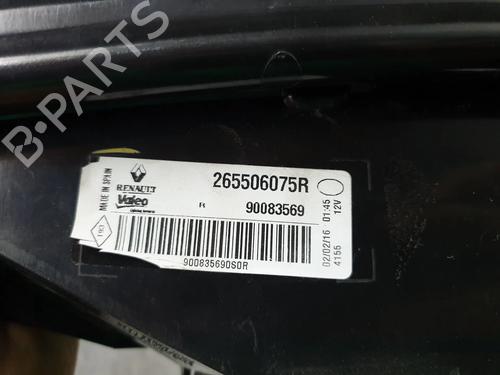 B-PARTS
MADE IN SPAIN
RENAULT
Valeo
265506075R
R
90083569
900835690S0R
02/02/16 01:45
4155 12V